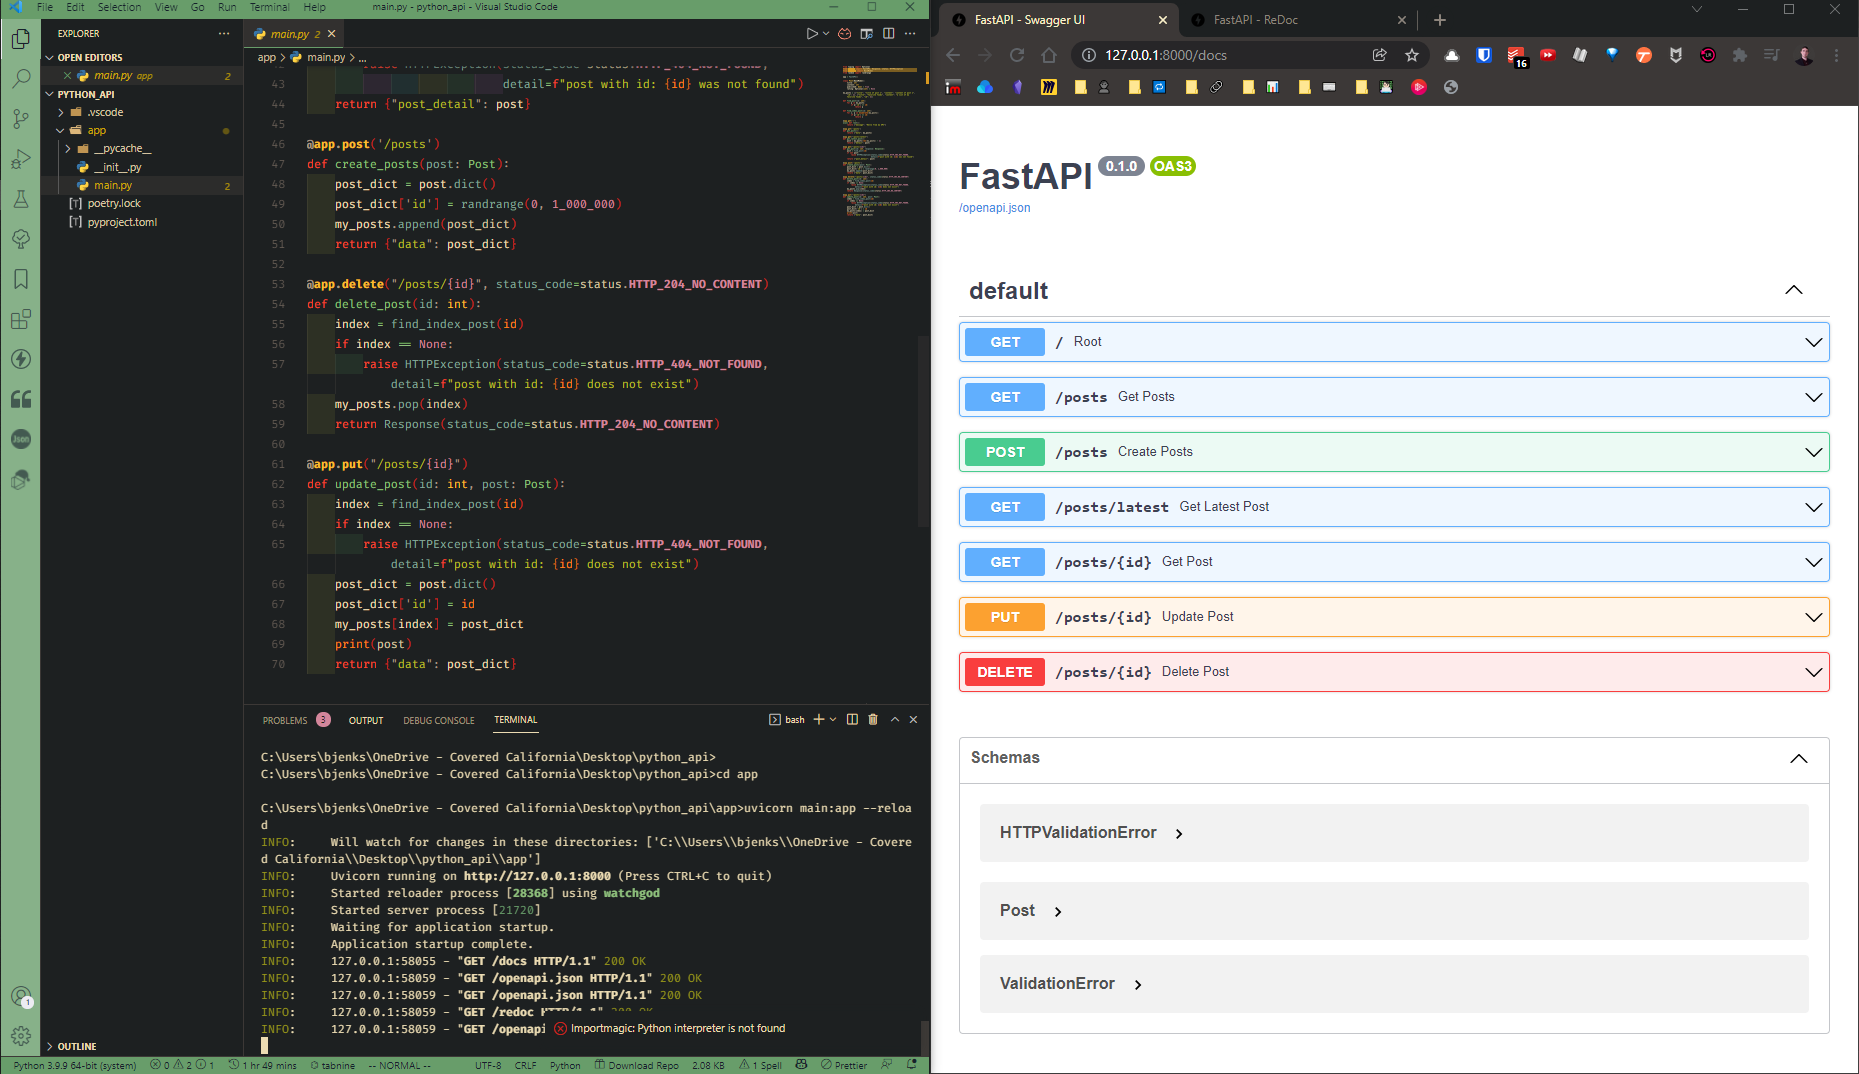 File Edit Selection View Go Run Terminal Help
main.py - python_api - Visual Studio Code
EXPLORER
OPEN EDITORS
main.py app 2
PYTHON_API
.vscode
app
__pycache__
__init__.py
main.py 2
poetry.lock
pyproject.toml
OUTLINE
main.py 2
app > main.py > ...
43 detail=f"post with id: {id} was not found")
44 return {"post_detail": post}
45
46 @app.post('/posts')
47 def create_posts(post: Post):
48 post_dict = post.dict()
49 post_dict['id'] = randrange(0, 1_000_000)
50 my_posts.append(post_dict)
51 return {"data": post_dict}
52
53 @app.delete("/posts/{id}", status_code=status.HTTP_204_NO_CONTENT)
54 def delete_post(id: int):
55 index = find_index_post(id)
56 if index == None:
57 raise HTTPException(status_code=status.HTTP_404_NOT_FOUND,
detail=f"post with id: {id} does not exist")
58 my_posts.pop(index)
59 return Response(status_code=status.HTTP_204_NO_CONTENT)
60
61 @app.put("/posts/{id}")
62 def update_post(id: int, post: Post):
63 index = find_index_post(id)
64 if index == None:
65 raise HTTPException(status_code=status.HTTP_404_NOT_FOUND,
detail=f"post with id: {id} does not exist")
66 post_dict = post.dict()
67 post_dict['id'] = id
68 my_posts[index] = post_dict
69 print(post)
70 return {"data": post_dict}
PROBLEMS 3 OUTPUT DEBUG CONSOLE TERMINAL bash
C:\Users\bjenks\OneDrive - Covered California\Desktop\python_api>
C:\Users\bjenks\OneDrive - Covered California\Desktop\python_api>cd app
C:\Users\bjenks\OneDrive - Covered California\Desktop\python_api\app>uvicorn main:app --reloa
d
INFO: Will watch for changes in these directories: ['C:\\Users\\bjenks\\OneDrive - Covere
d California\\Desktop\\python_api\\app']
INFO: Uvicorn running on http://127.0.0.1:8000 (Press CTRL+C to quit)
INFO: Started reloader process [28368] using watchgod
INFO: Started server process [21720]
INFO: Waiting for application startup.
INFO: Application startup complete.
INFO: 127.0.0.1:58055 - "GET /docs HTTP/1.1" 200 OK
INFO: 127.0.0.1:58059 - "GET /openapi.json HTTP/1.1" 200 OK
INFO: 127.0.0.1:58059 - "GET /openapi.json HTTP/1.1" 200 OK
INFO: 127.0.0.1:58059 - "GET /redoc HTTP/1.1" 200 OK
INFO: 127.0.0.1:58059 - "GET /openapi
Importmagic: Python interpreter is not found
Python 3.9.9 64-bit (system) 0 2 1 1 hr 49 mins tabnine -- NORMAL -- UTF-8 CRLF Python Download Repo 2.08 KB 1 Spell Prettier
FastAPI - Swagger UI
FastAPI - ReDoc
127.0.0.1:8000/docs
16
FastAPI 0.1.0 OAS3
/openapi.json
default
GET / Root
GET /posts Get Posts
POST /posts Create Posts
GET /posts/latest Get Latest Post
GET /posts/{id} Get Post
PUT /posts/{id} Update Post
DELETE /posts/{id} Delete Post
Schemas
HTTPValidationError
Post
ValidationError